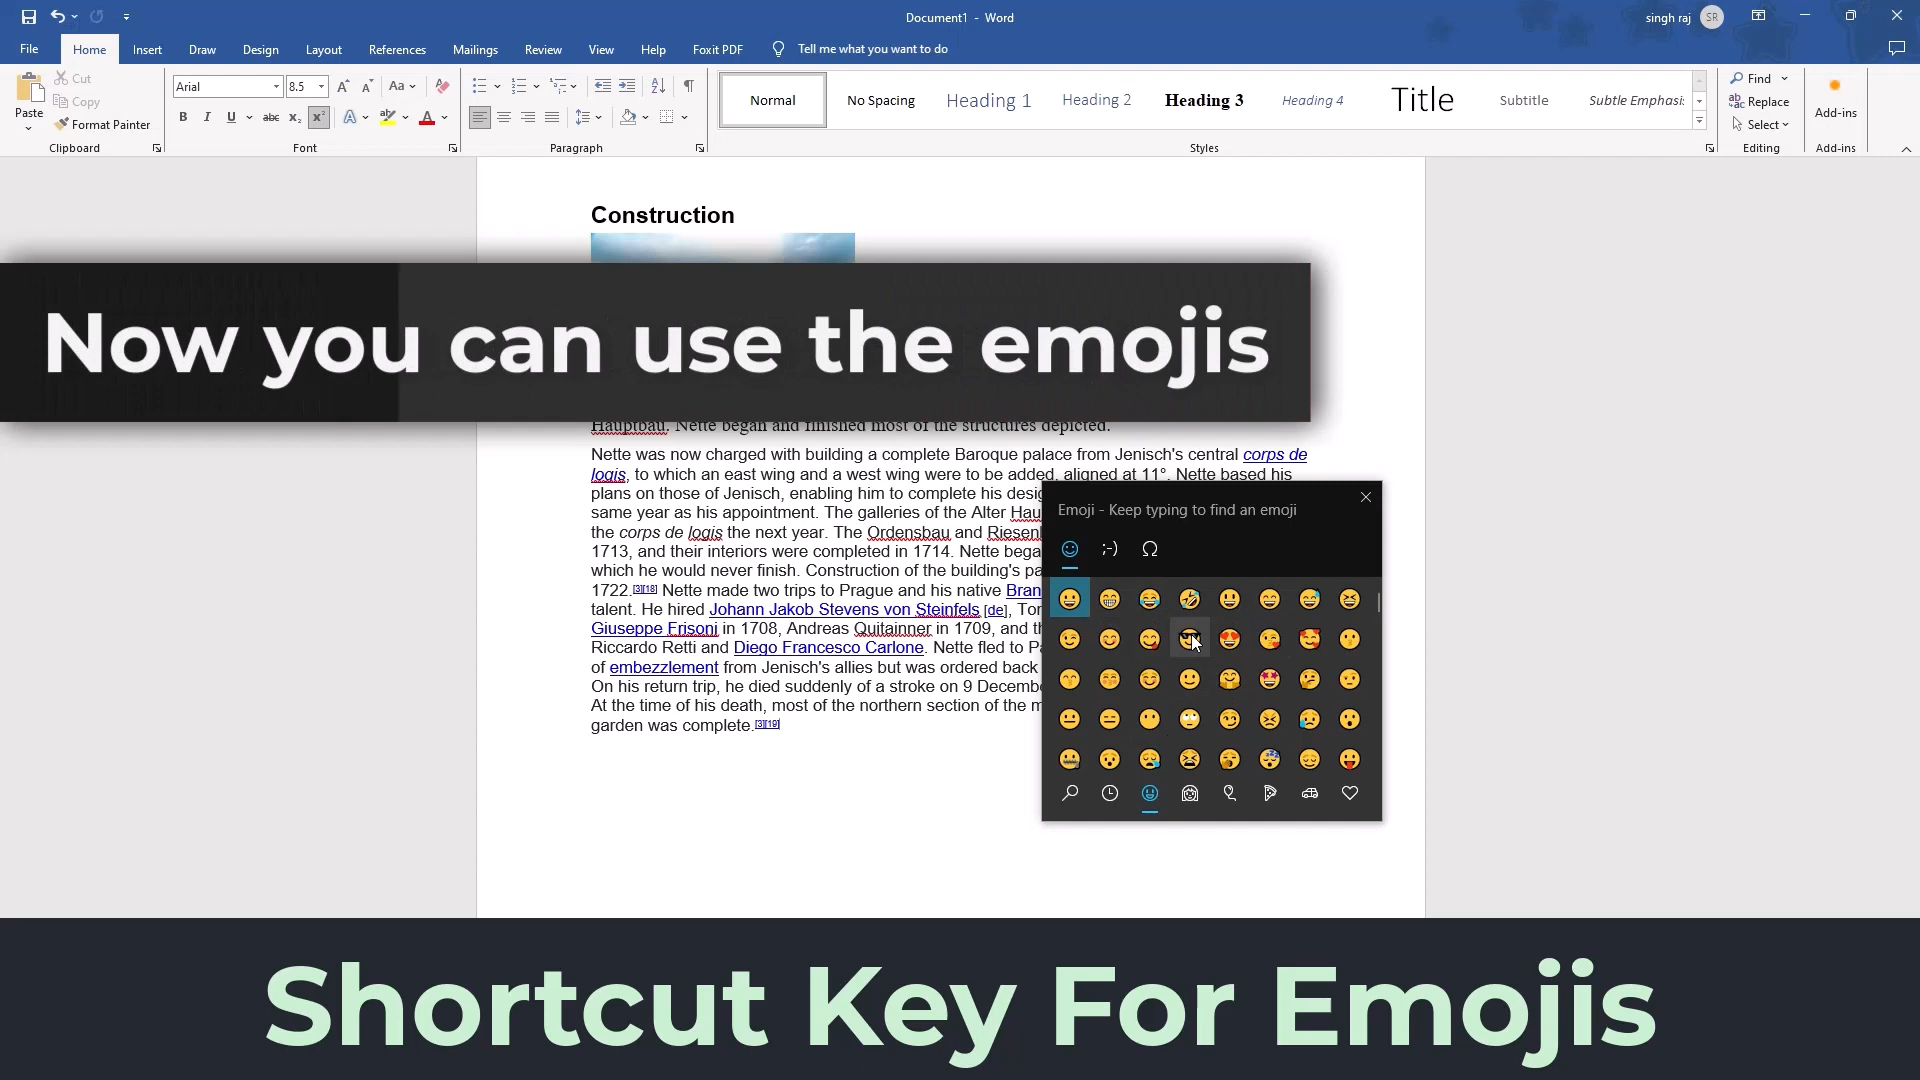 Document1 - Word
singh raj
SR
File Home Insert Draw Design Layout References Mailings Review View Help Foxit PDF Tell me what you want to do
Paste
Cut
Copy
Format Painter
Clipboard
Arial 8.5
Font
Paragraph
Normal No Spacing Heading 1 Heading 2 Heading 3 Heading 4 Title Subtitle Subtle Emphasis
Styles
Find
Replace
Select
Editing
Add-ins
Add-ins
Construction
Now you can use the emojis
Hauptbau. Nette began and finished most of the structures depicted.
Nette was now charged with building a complete Baroque palace from Jenisch's central corps de
logis, to which an east wing and a west wing were to be added, aligned at 11°. Nette based his
plans on those of Jenisch, enabling him to complete his desig
same year as his appointment. The galleries of the Alter Hau
the corps de logis the next year. The Ordensbau and Riesenl
1713, and their interiors were completed in 1714. Nette bega
which he would never finish. Construction of the building's pa
1722.[3][18] Nette made two trips to Prague and his native Bran
talent. He hired Johann Jakob Stevens von Steinfels [de], Tor
Giuseppe Frisoni in 1708, Andreas Quitainner in 1709, and th
Riccardo Retti and Diego Francesco Carlone. Nette fled to Pa
of embezzlement from Jenisch's allies but was ordered back
On his return trip, he died suddenly of a stroke on 9 Decembe
At the time of his death, most of the northern section of the m
garden was complete.[3][19]
Emoji - Keep typing to find an emoji
;-) Ω
Shortcut Key For Emojis